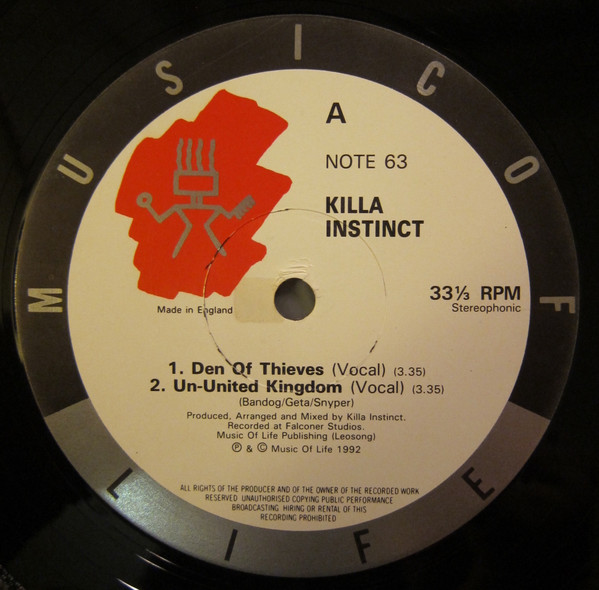 MUSIC OF LIFE
A
NOTE 63
KILLA
INSTINCT
33⅓ RPM
Stereophonic
Made in England
1. Den Of Thieves (Vocal) (3.35)
2. Un-United Kingdom (Vocal) (3.35)
(Bandog/Geta/Snyper)
Produced, Arranged and Mixed by Killa Instinct.
Recorded at Falconer Studios.
Music Of Life Publishing (Leosong)
℗ & © Music Of Life 1992
ALL RIGHTS OF THE PRODUCER AND OF THE OWNER OF THE RECORDED WORK
RESERVED UNAUTHORISED COPYING PUBLIC PERFORMANCE
BROADCASTING HIRING OR RENTAL OF THIS
RECORDING PROHIBITED